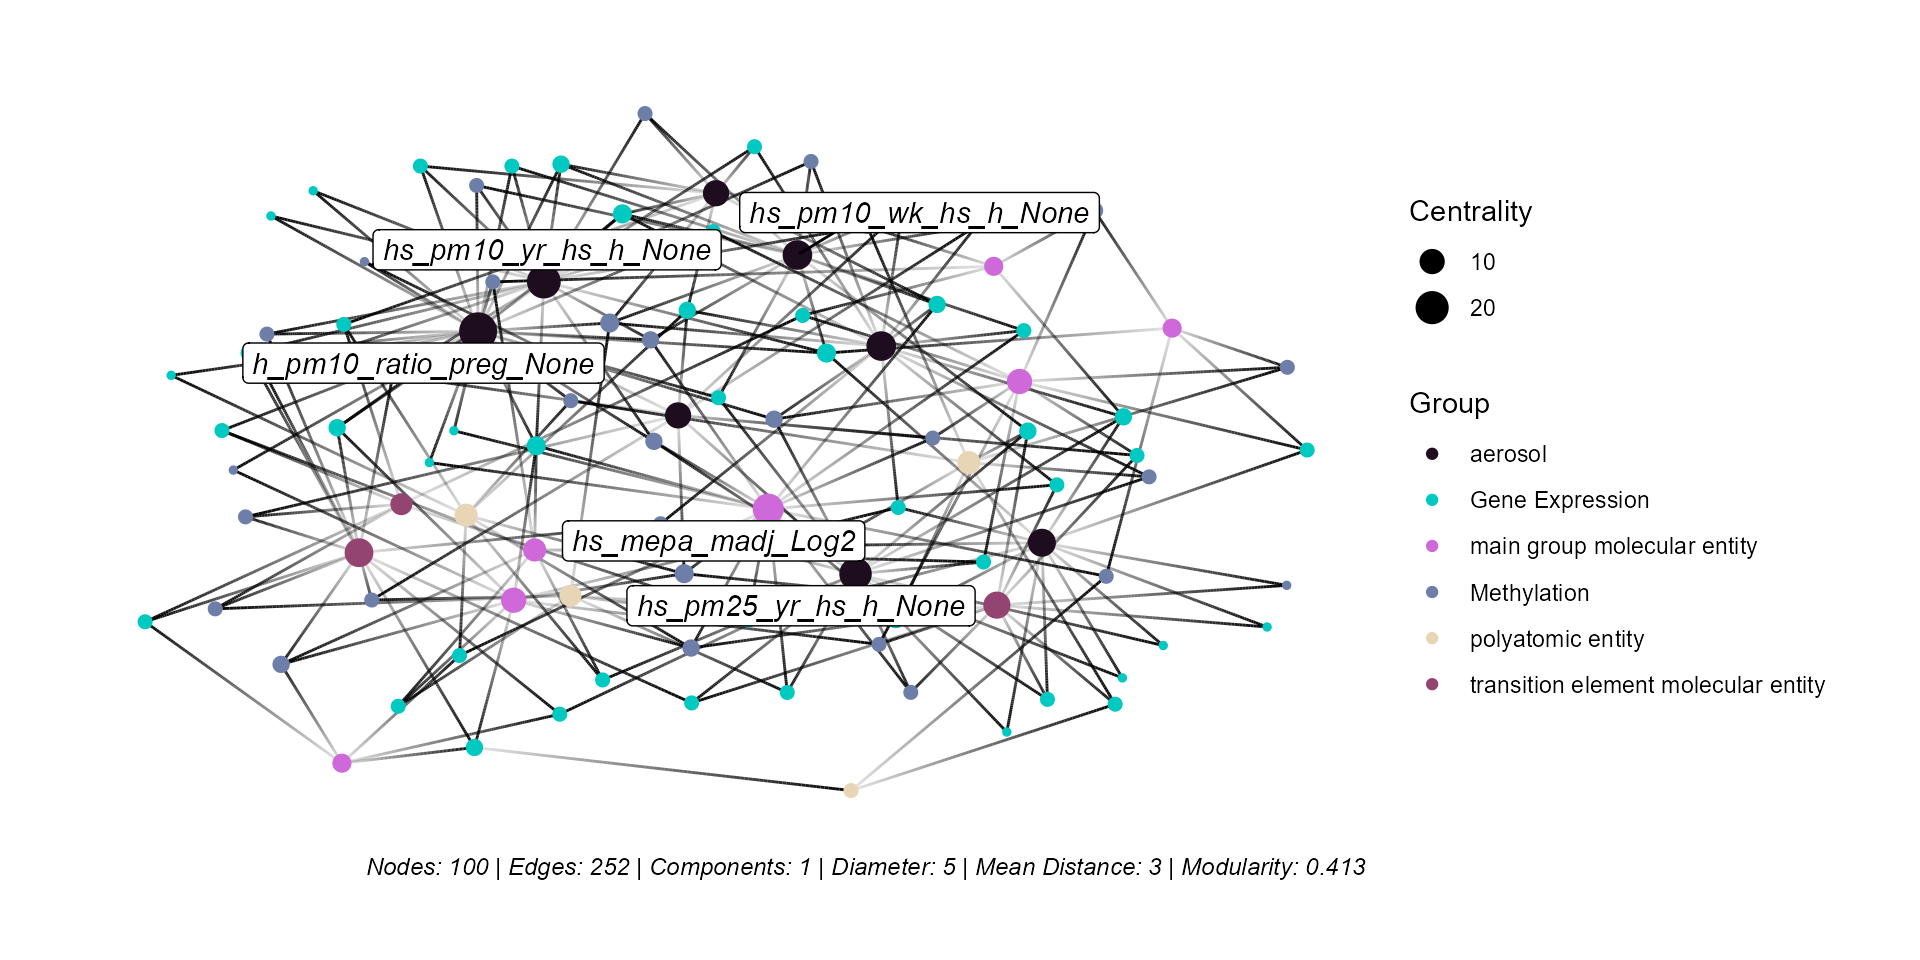 hs_pm10_wk_hs_h_None
hs_pm10_yr_hs_h_None
h_pm10_ratio_preg_None
hs_mepa_madj_Log2
hs_pm25_yr_hs_h_None
Centrality
10
20
Group
aerosol
Gene Expression
main group molecular entity
Methylation
polyatomic entity
transition element molecular entity
Nodes: 100 | Edges: 252 | Components: 1 | Diameter: 5 | Mean Distance: 3 | Modularity: 0.413